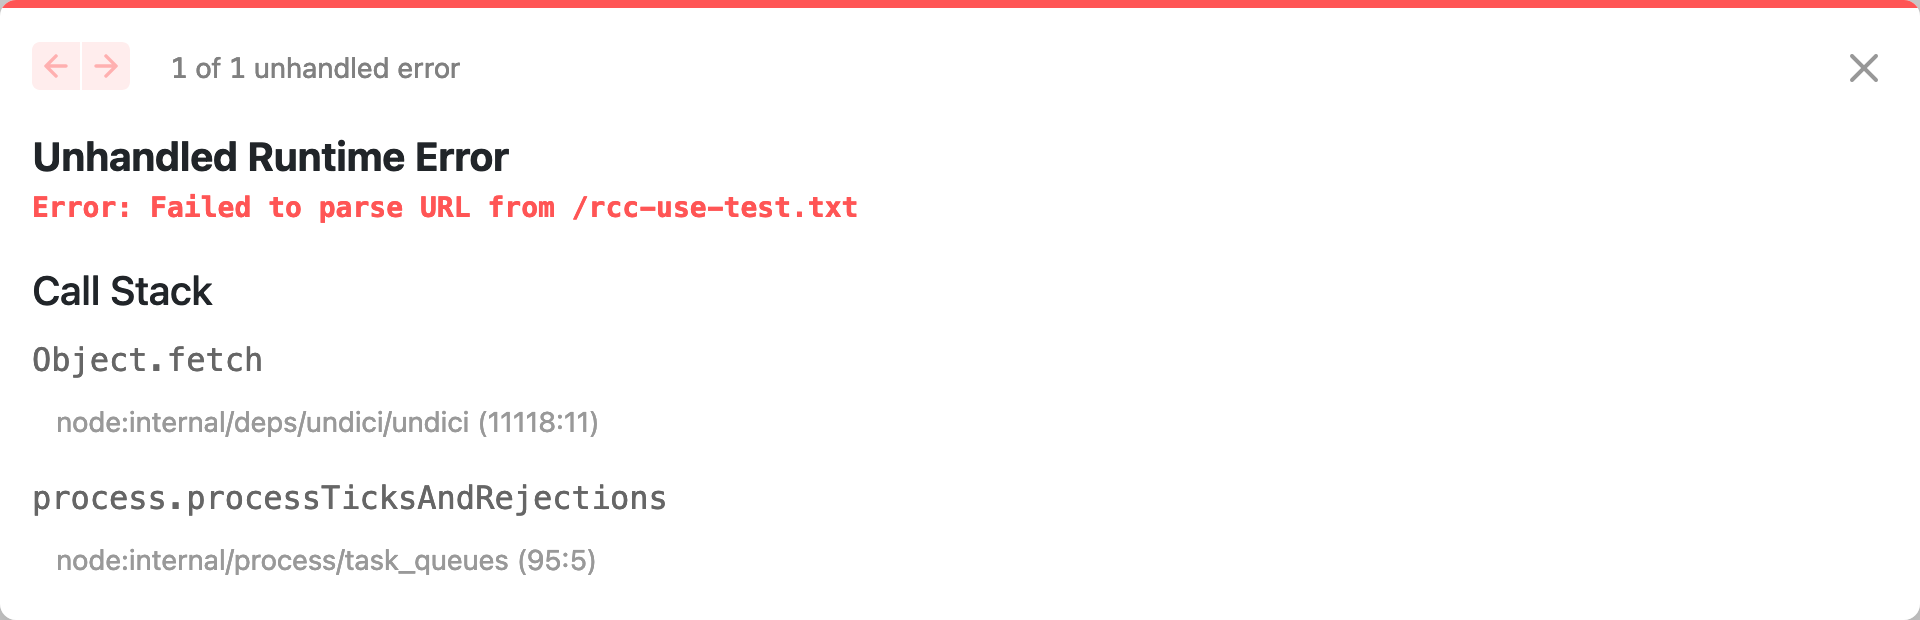 1 of 1 unhandled error
Unhandled Runtime Error
Error: Failed to parse URL from /rcc-use-test.txt
Call Stack
Object.fetch
node:internal/deps/undici/undici (11118:11)
process.processTicksAndRejections
node:internal/process/task_queues (95:5)